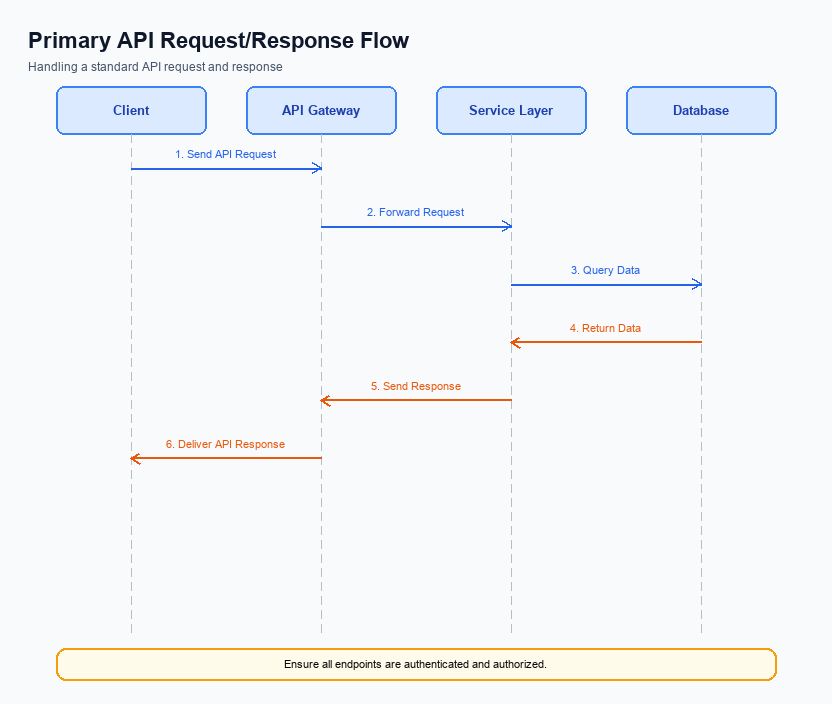 Primary API Request/Response Flow
Handling a standard API request and response
Client
API Gateway
Service Layer
Database
1. Send API Request
2. Forward Request
3. Query Data
4. Return Data
5. Send Response
6. Deliver API Response
Ensure all endpoints are authenticated and authorized.